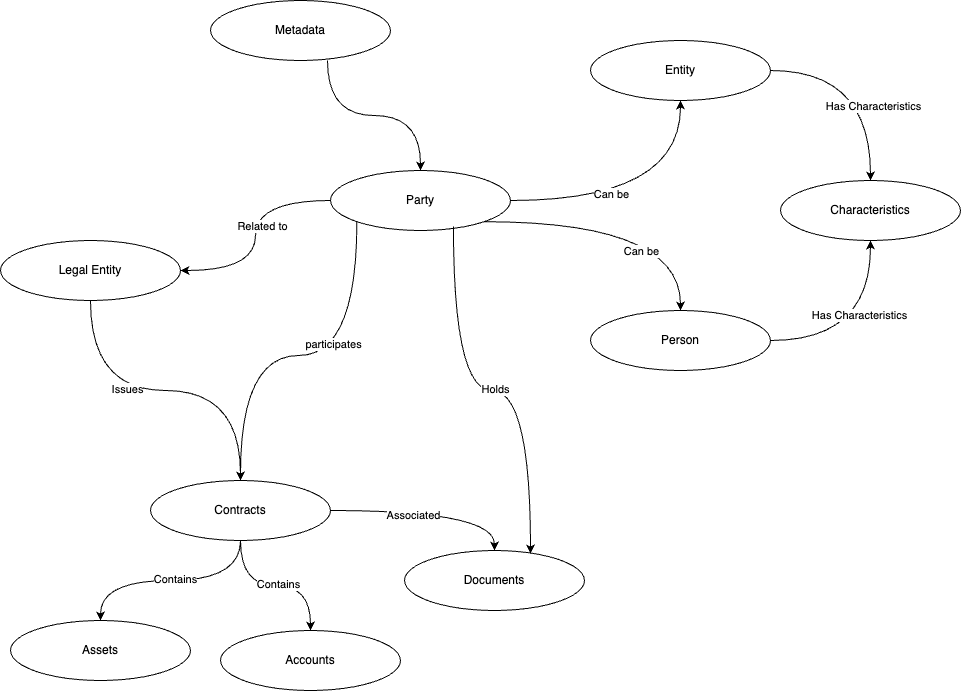 Metadata
Entity
Has Characteristics
Can be
Party
Characteristics
Related to
Can be
Legal Entity
Has Characteristics
Person
participates
Issues
Holds
Contracts
Associated
Contains
Contains
Documents
Assets
Accounts